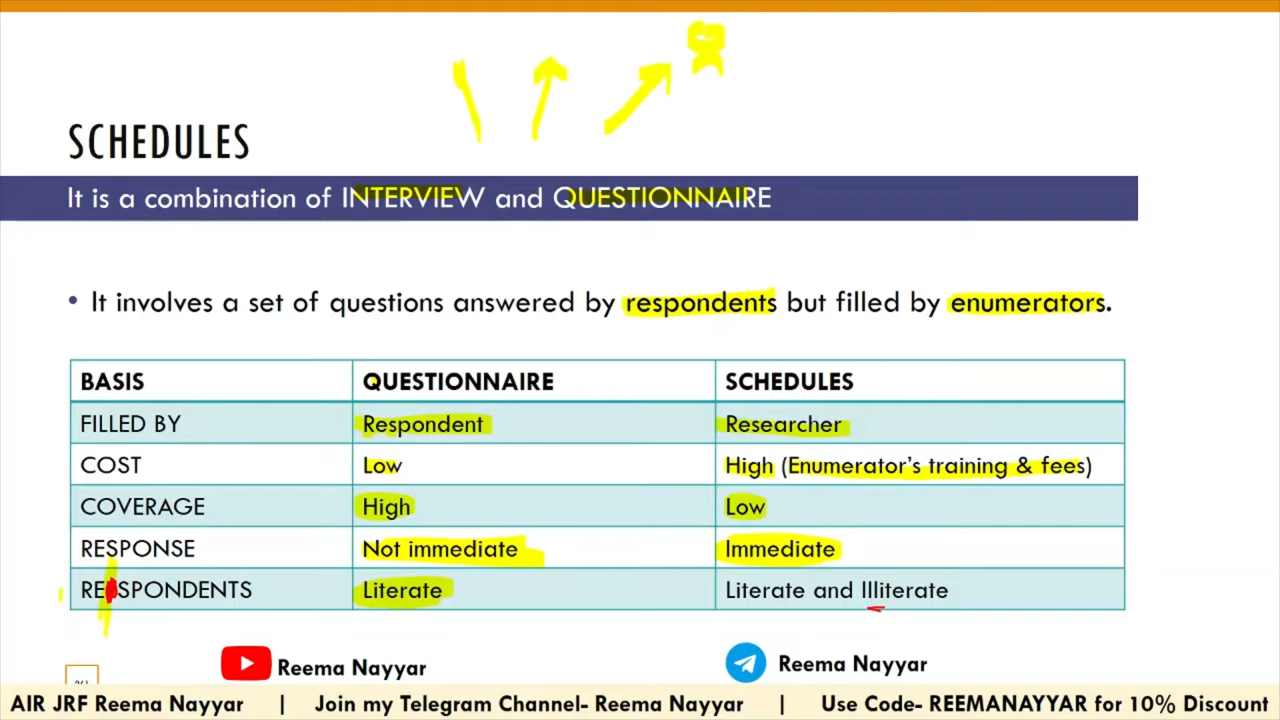 SCHEDULES
It is a combination of INTERVIEW and QUESTIONNAIRE
• It involves a set of questions answered by respondents but filled by enumerators.
BASIS QUESTIONNAIRE SCHEDULES
FILLED BY Respondent Researcher
COST Low High (Enumerator's training & fees)
COVERAGE High Low
RESPONSE Not immediate Immediate
RESPONDENTS Literate Literate and Illiterate
Reema Nayyar Reema Nayyar
AIR JRF Reema Nayyar | Join my Telegram Channel- Reema Nayyar | Use Code- REEMANAYYAR for 10% Discount